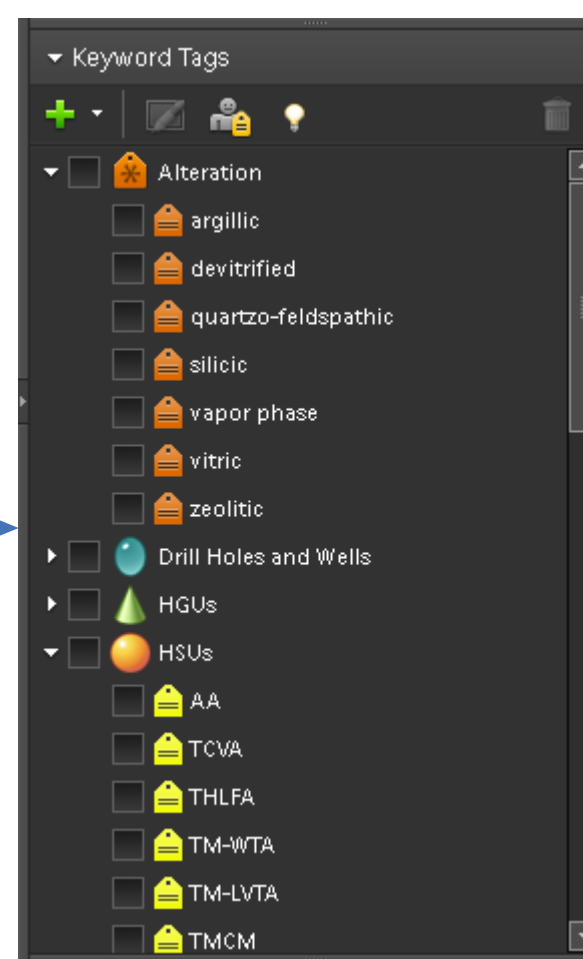 Keyword Tags
Alteration
argillic
devitrified
quartzo-feldspathic
silicic
vapor phase
vitric
zeolitic
Drill Holes and Wells
HGUs
HSUs
AA
TCVA
THLFA
TM-WTA
TM-LVTA
TMCM